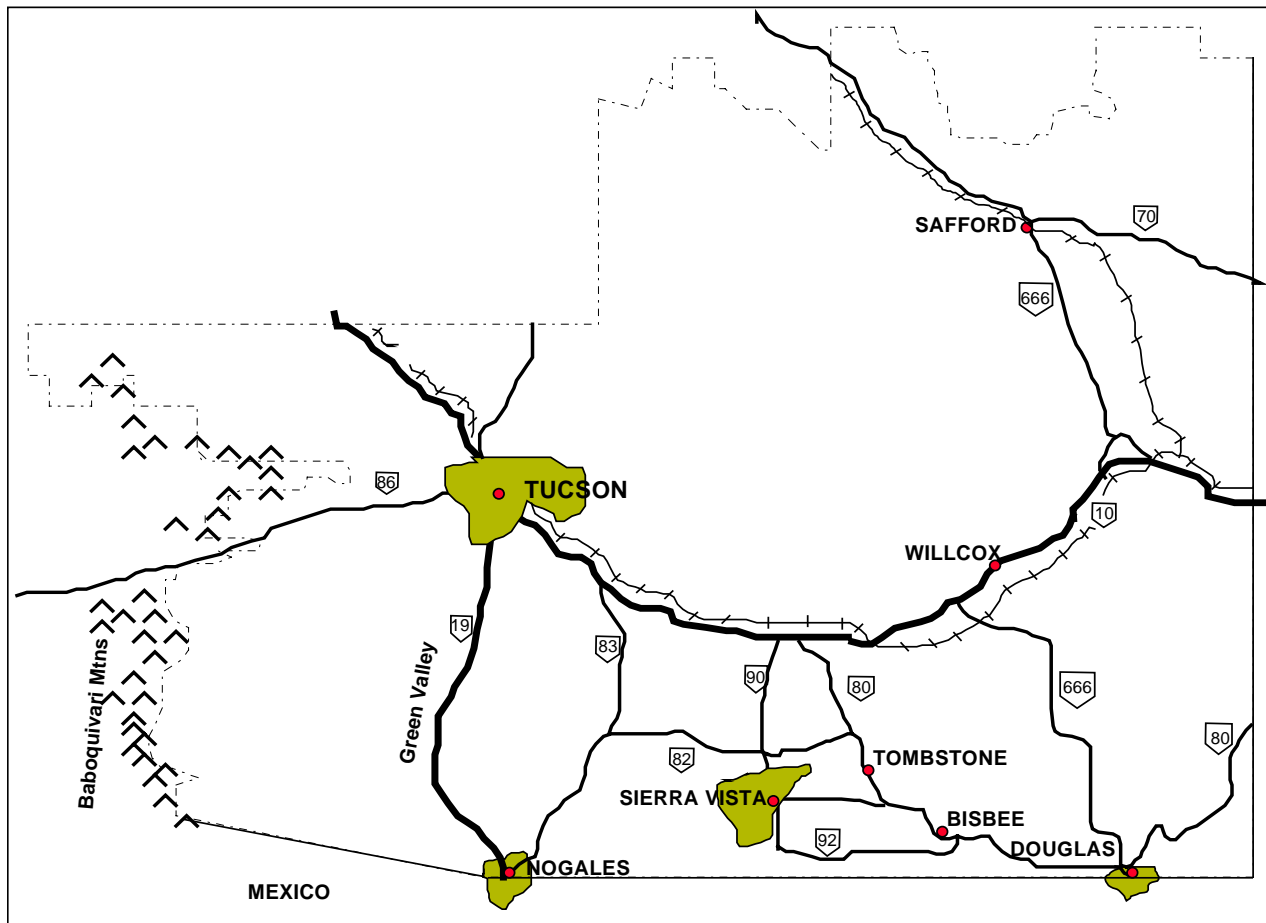 SAFFORD
70
666
86
TUCSON
10
WILLCOX
19
83
90
80
666
80
Baboquivari Mtns
Green Valley
82
TOMBSTONE
SIERRA VISTA
BISBEE
92
DOUGLAS
NOGALES
MEXICO